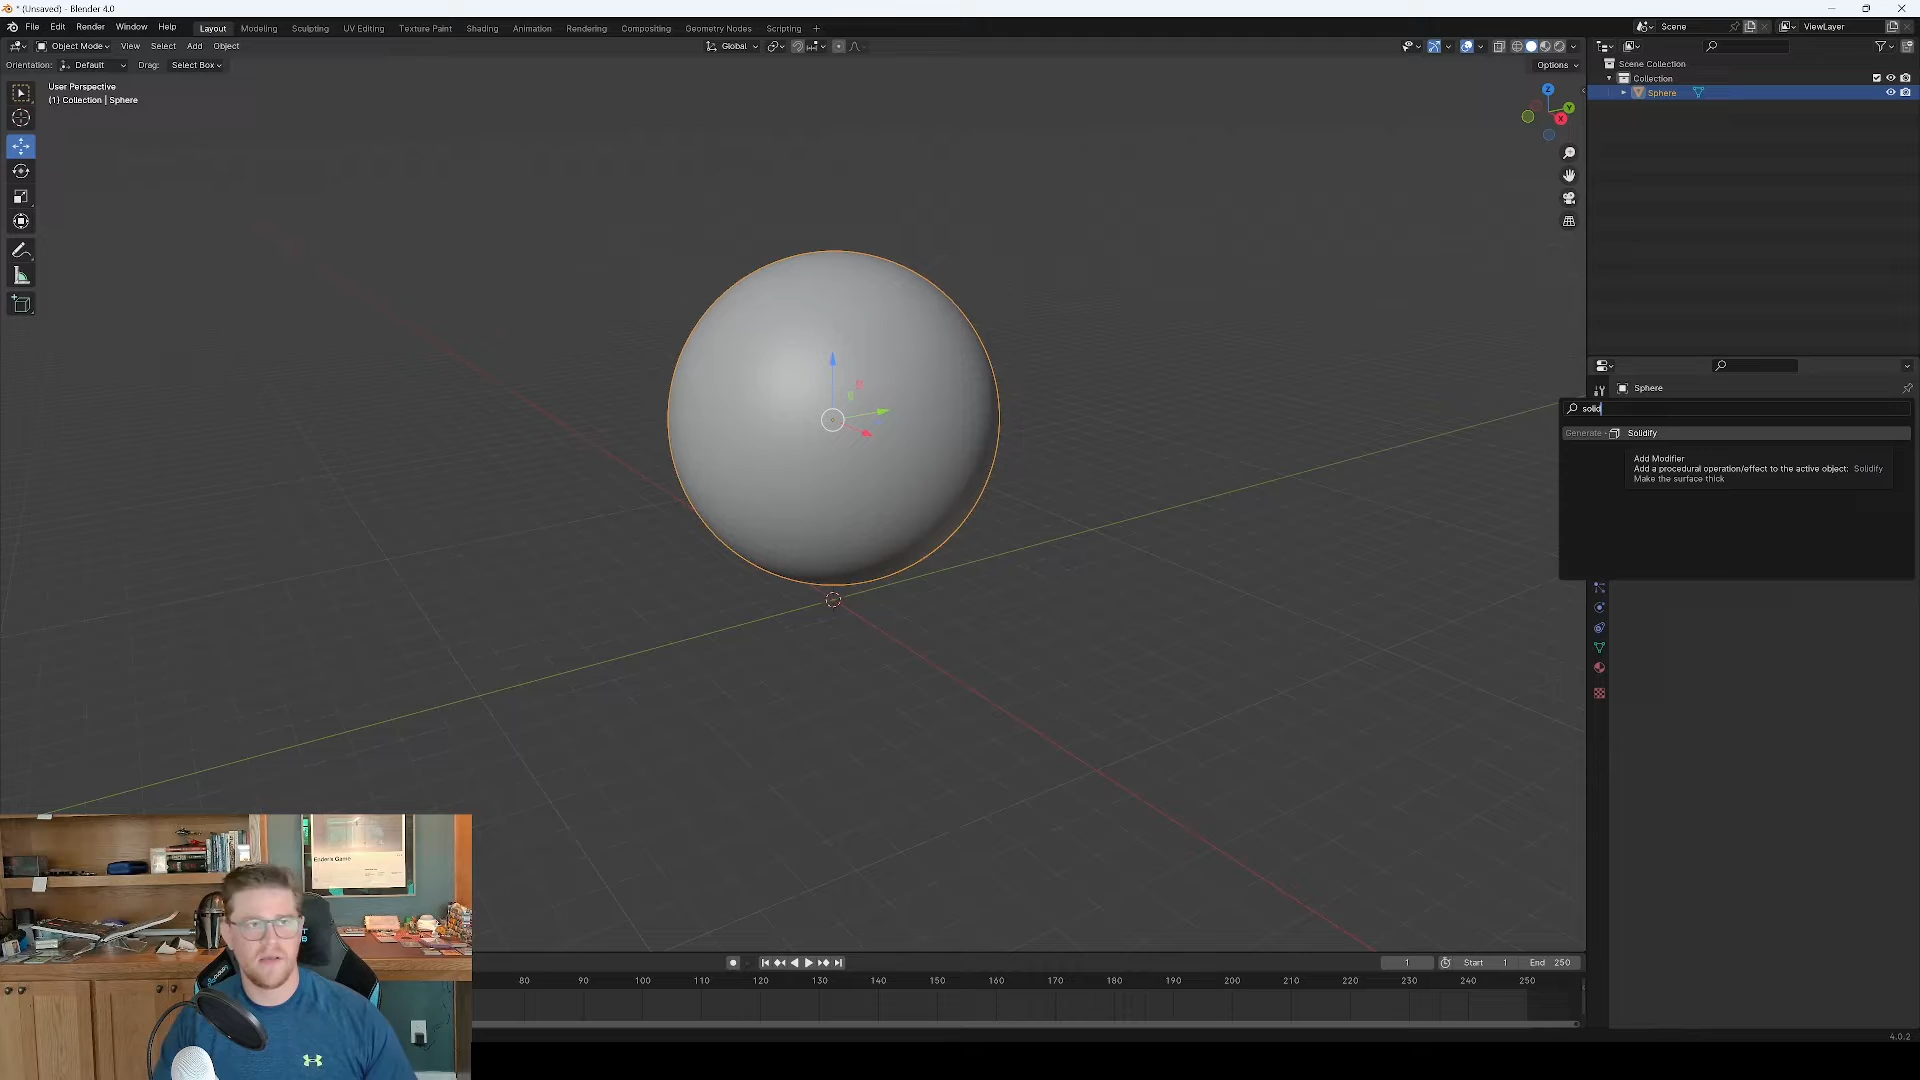 * (Unsaved) - Blender 4.0
File Edit Render Window Help Layout Modeling Sculpting UV Editing Texture Paint Shading Animation Rendering Compositing Geometry Nodes Scripting + Scene ViewLayer
Object Mode View Select Add Object Global
Orientation: Default Drag: Select Box Options
User Perspective
(1) Collection | Sphere
Z
Y
X
Scene Collection
Collection
Sphere
Sphere
solid
Generate Solidify
Add Modifier
Add a procedural operation/effect to the active object: Solidify
Make the surface thick
Ender's Game
1 Start 1 End 250
80 90 100 110 120 130 140 150 160 170 180 190 200 210 220 230 240 250
4.0.2